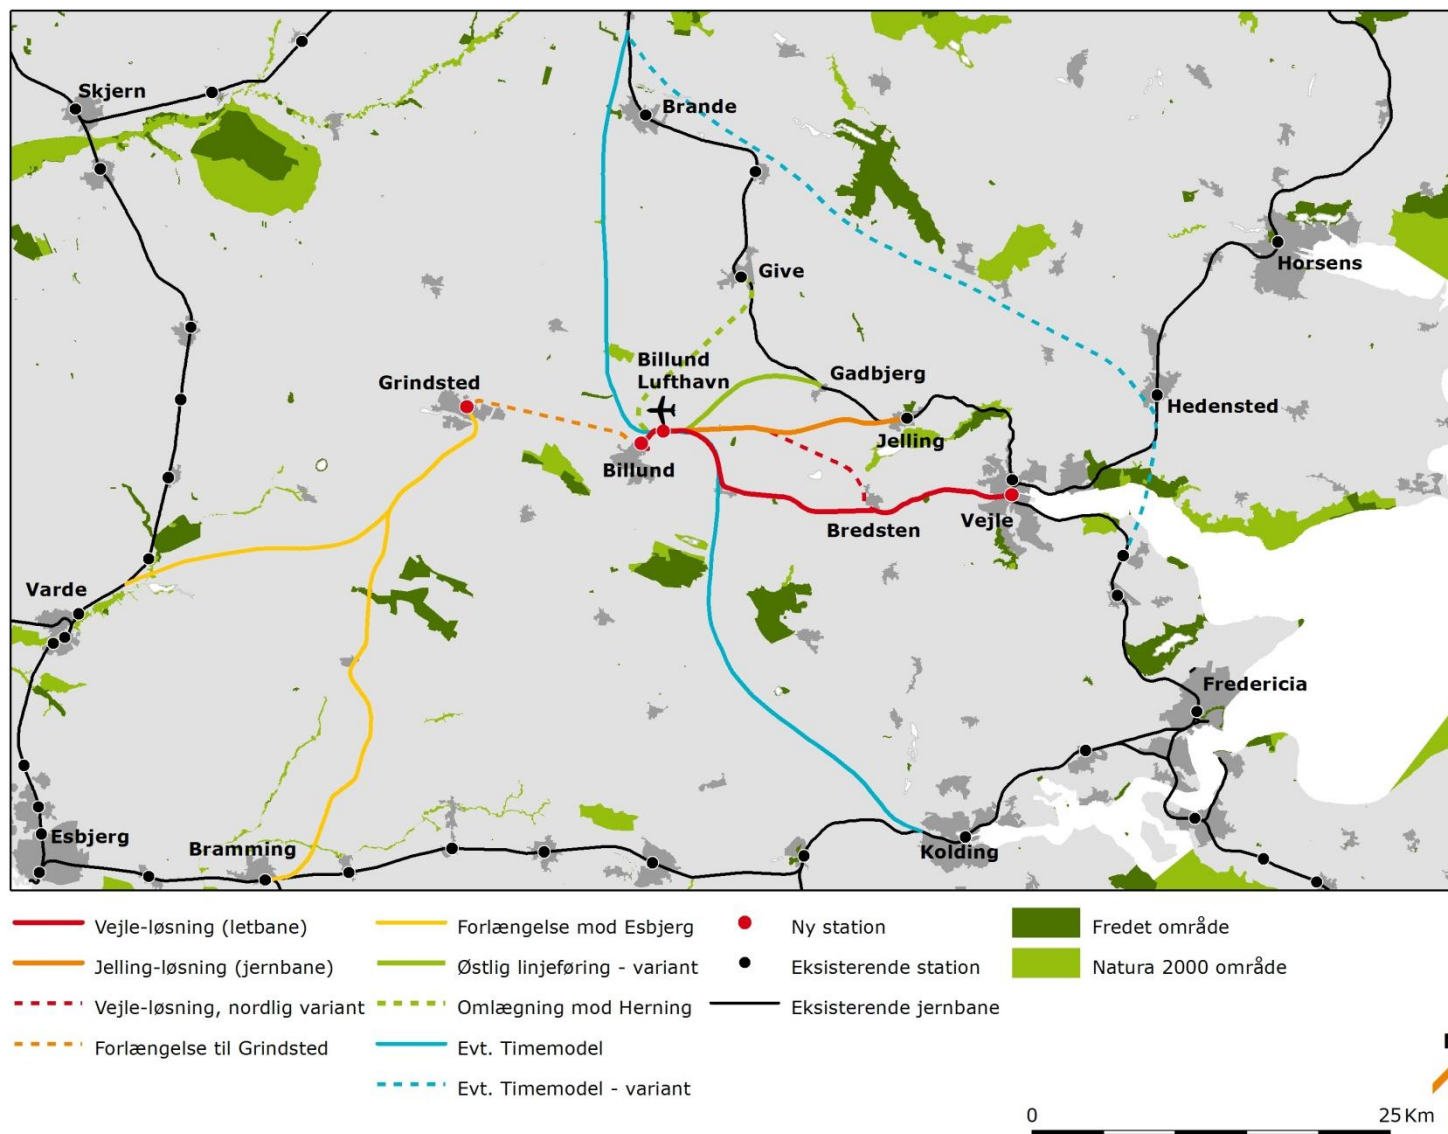 Skjern
Brande
Horsens
Give
Billund
Lufthavn
Gadbjerg
Grindsted
Hedensted
Jelling
Billund
Bredsten
Vejle
Varde
Fredericia
Esbjerg
Bramming
Kolding
Vejle-løsning (letbane)
Jelling-løsning (jernbane)
Vejle-løsning, nordlig variant
Forlængelse til Grindsted
Forlængelse mod Esbjerg
Østlig linjeføring - variant
Omlægning mod Herning
Evt. Timemodel
Evt. Timemodel - variant
Ny station
Eksisterende station
Eksisterende jernbane
Fredet område
Natura 2000 område
0 25 Km